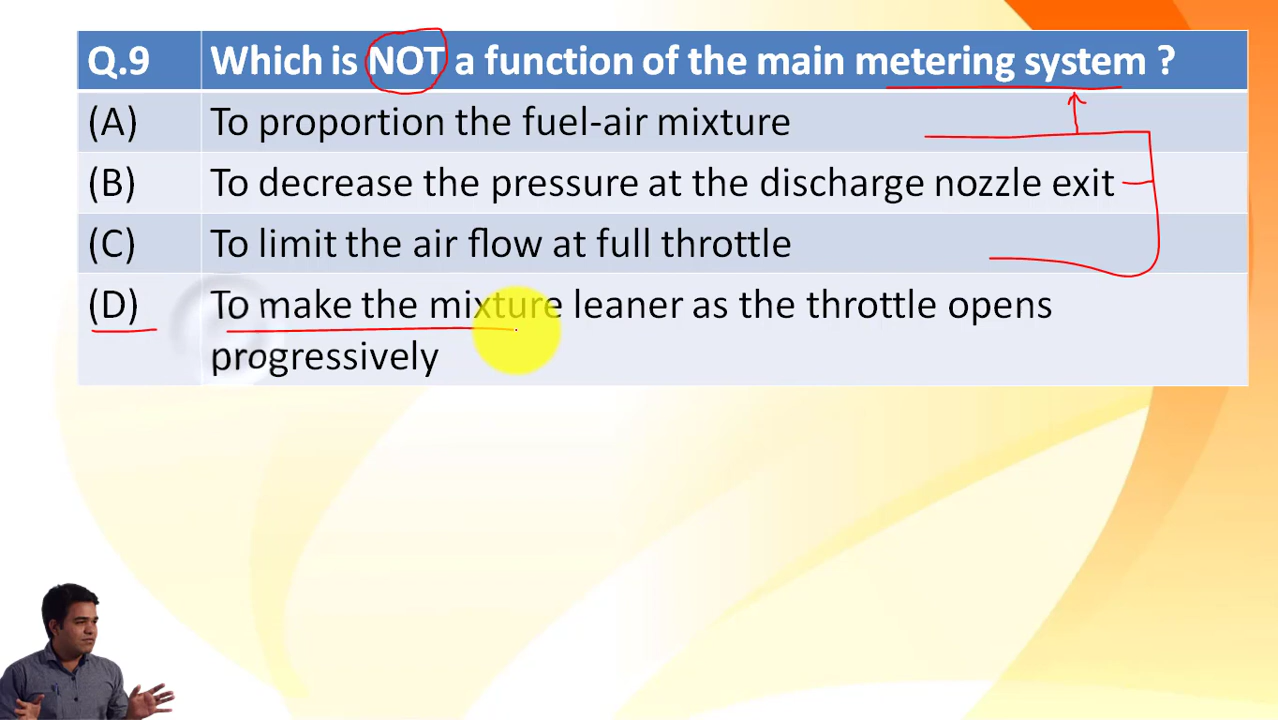 Q.9 Which is NOT a function of the main metering system ?
(A) To proportion the fuel-air mixture
(B) To decrease the pressure at the discharge nozzle exit
(C) To limit the air flow at full throttle
(D) To make the mixture leaner as the throttle opens
progressively